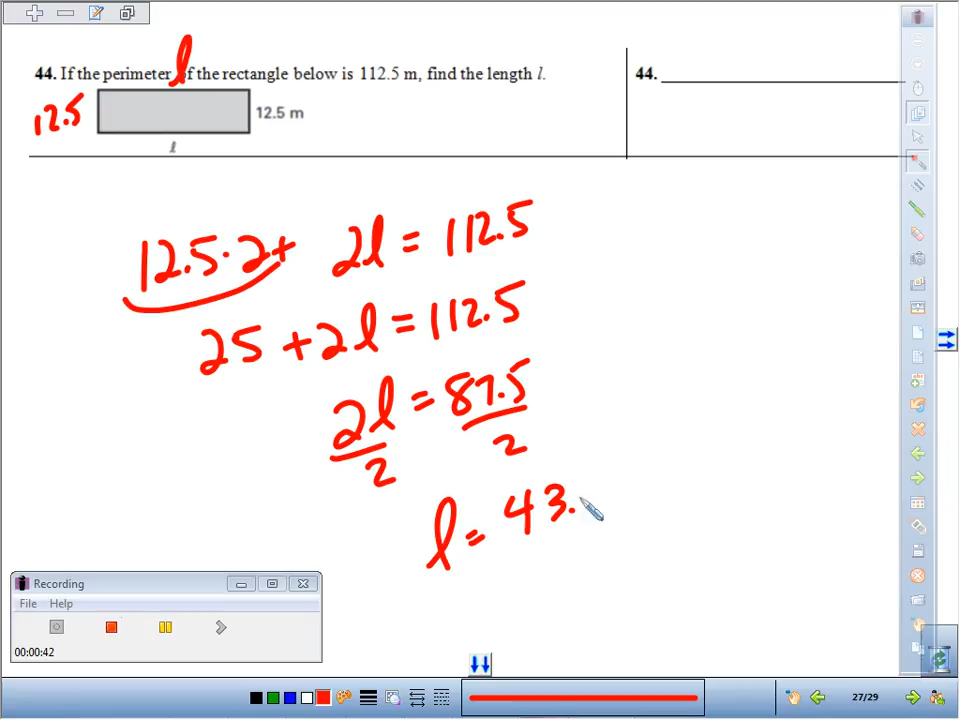 l
44. If the perimeter of the rectangle below is 112.5 m, find the length l.
44.
12.5
12.5 m
l
12.5 · 2 + 2l = 112.5
25 + 2l = 112.5
2l = 87.5
2 2
l = 43.
Recording
File Help
00:00:42
27/29